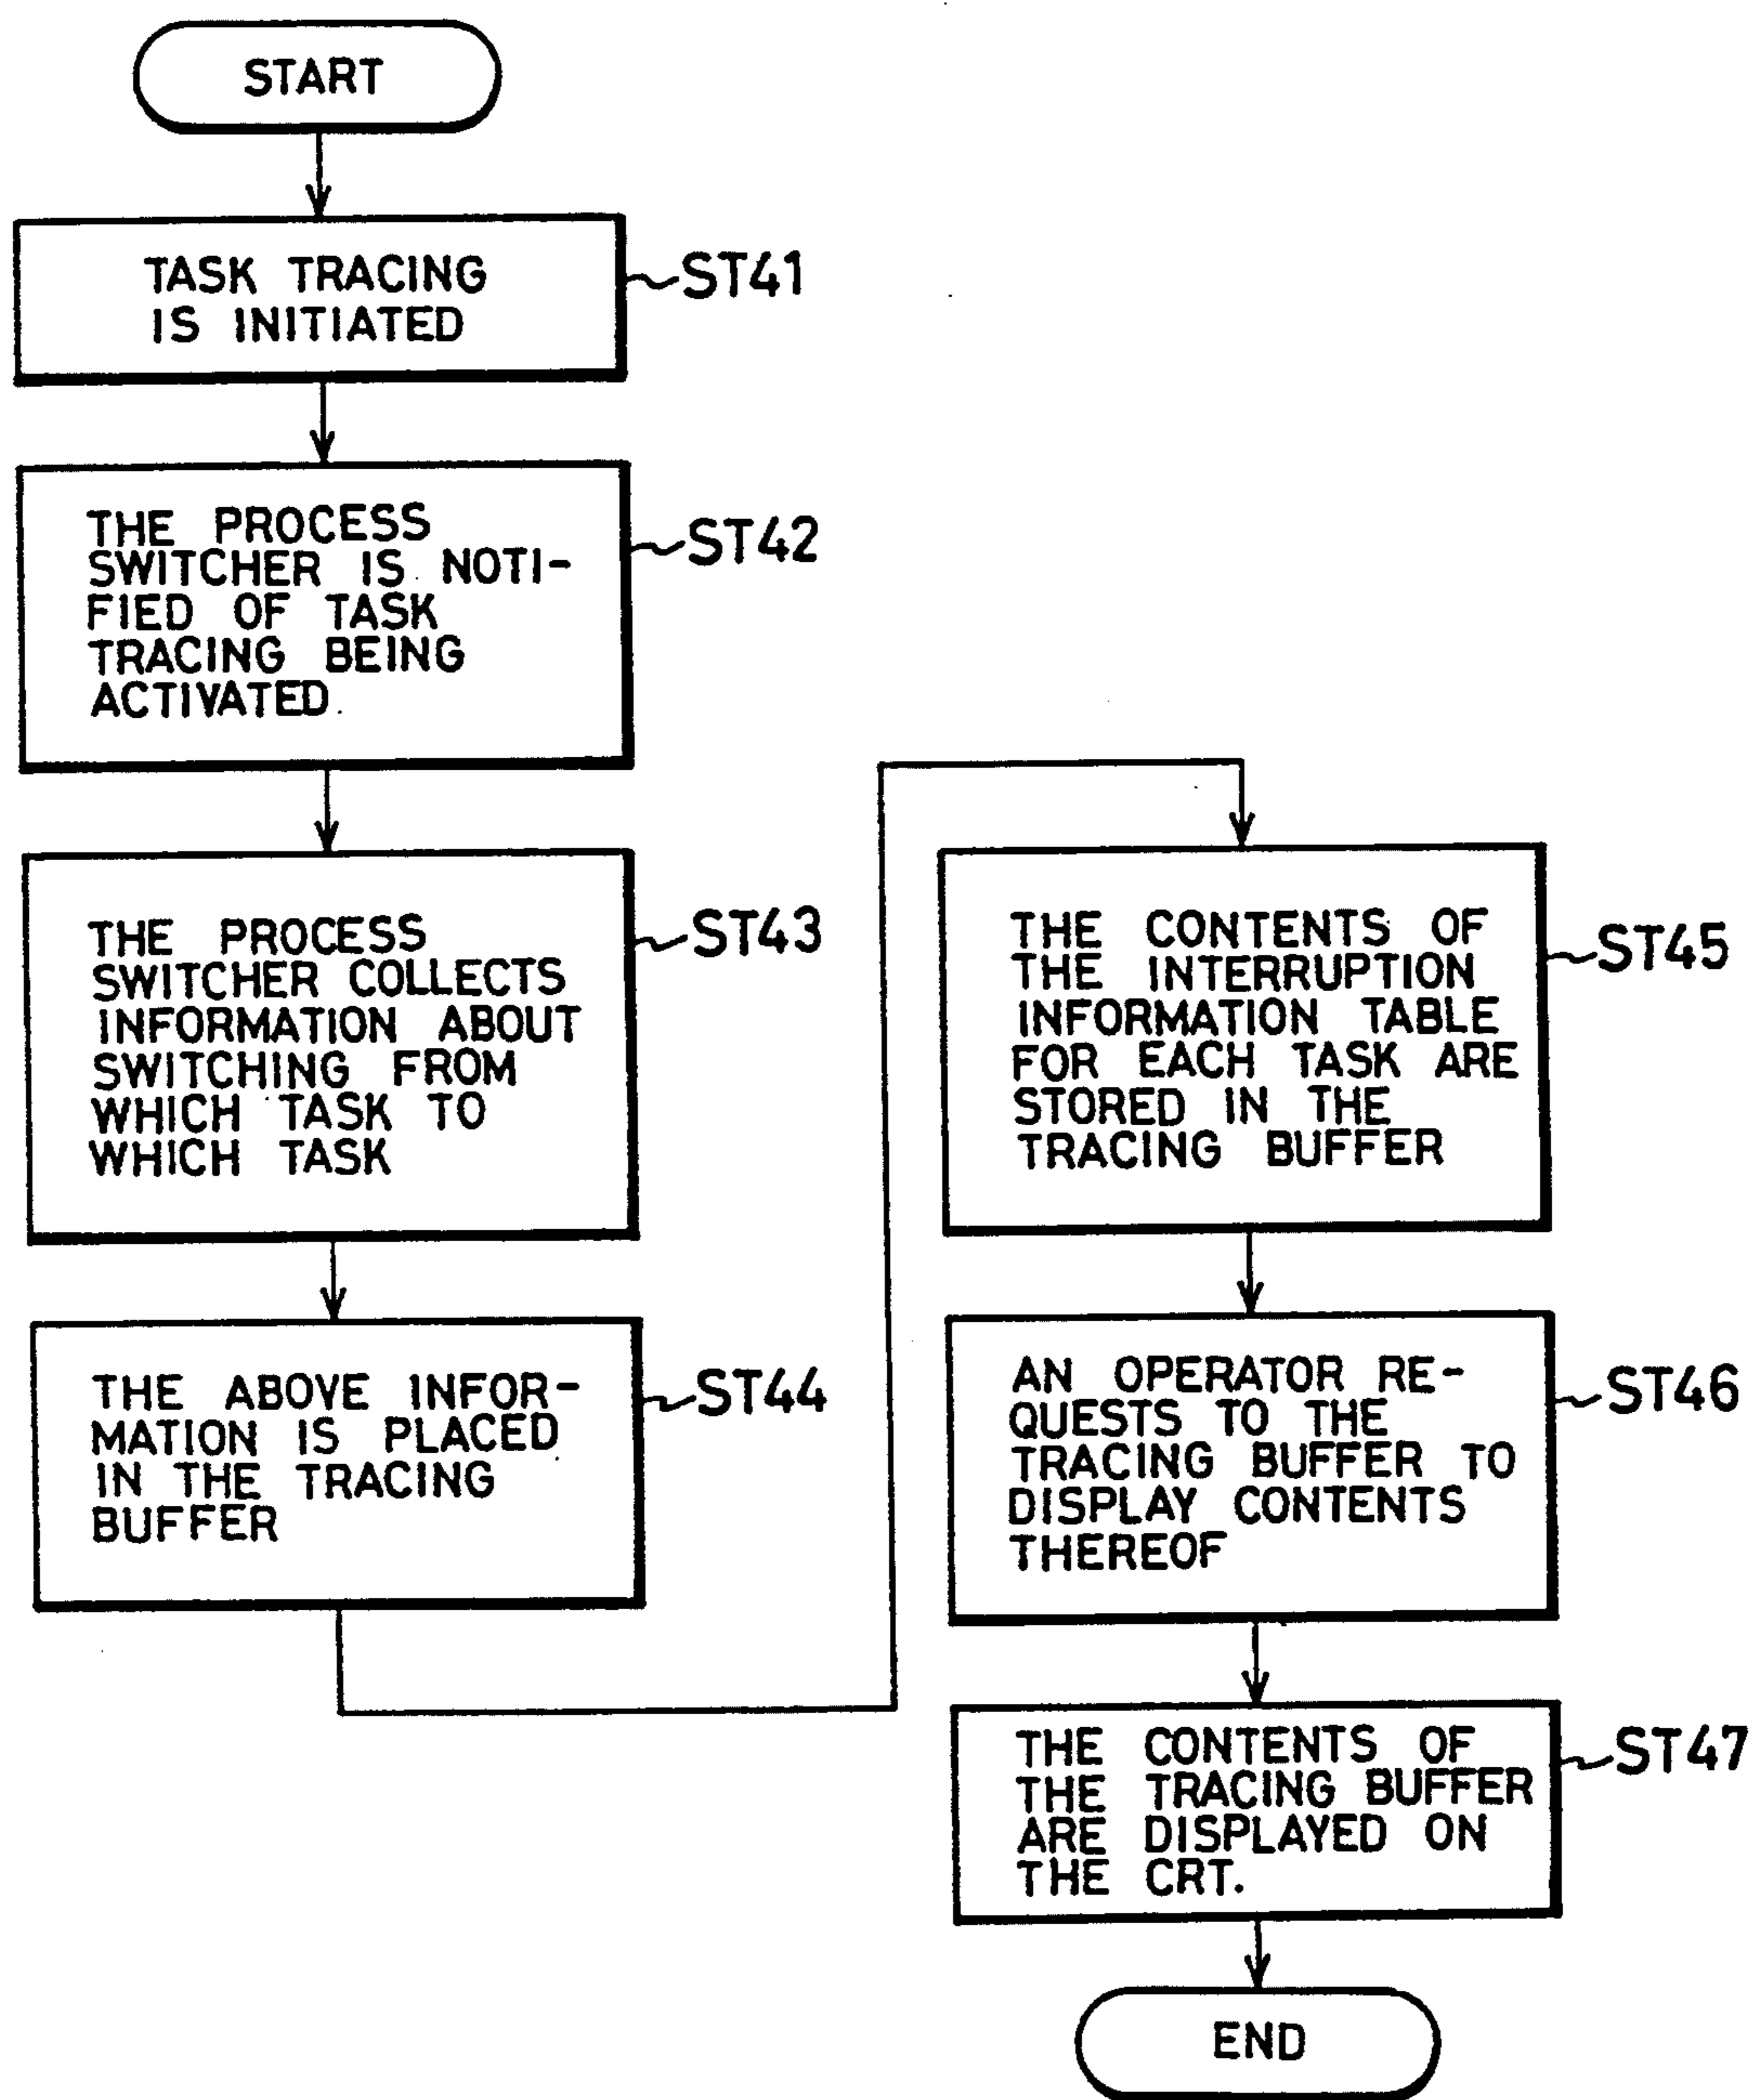 START
TASK TRACING
IS INITIATED
ST41
THE PROCESS
SWITCHER IS NOTI-
FIED OF TASK
TRACING BEING
ACTIVATED
ST42
THE PROCESS
SWITCHER COLLECTS
INFORMATION ABOUT
SWITCHING FROM
WHICH TASK TO
WHICH TASK
ST43
THE ABOVE INFOR-
MATION IS PLACED
IN THE TRACING
BUFFER
ST44
THE CONTENTS OF
THE INTERRUPTION
INFORMATION TABLE
FOR EACH TASK ARE
STORED IN THE
TRACING BUFFER
ST45
AN OPERATOR RE-
QUESTS TO THE
TRACING BUFFER TO
DISPLAY CONTENTS
THEREOF
ST46
THE CONTENTS OF
THE TRACING BUFFER
ARE DISPLAYED ON
THE CRT.
ST47
END